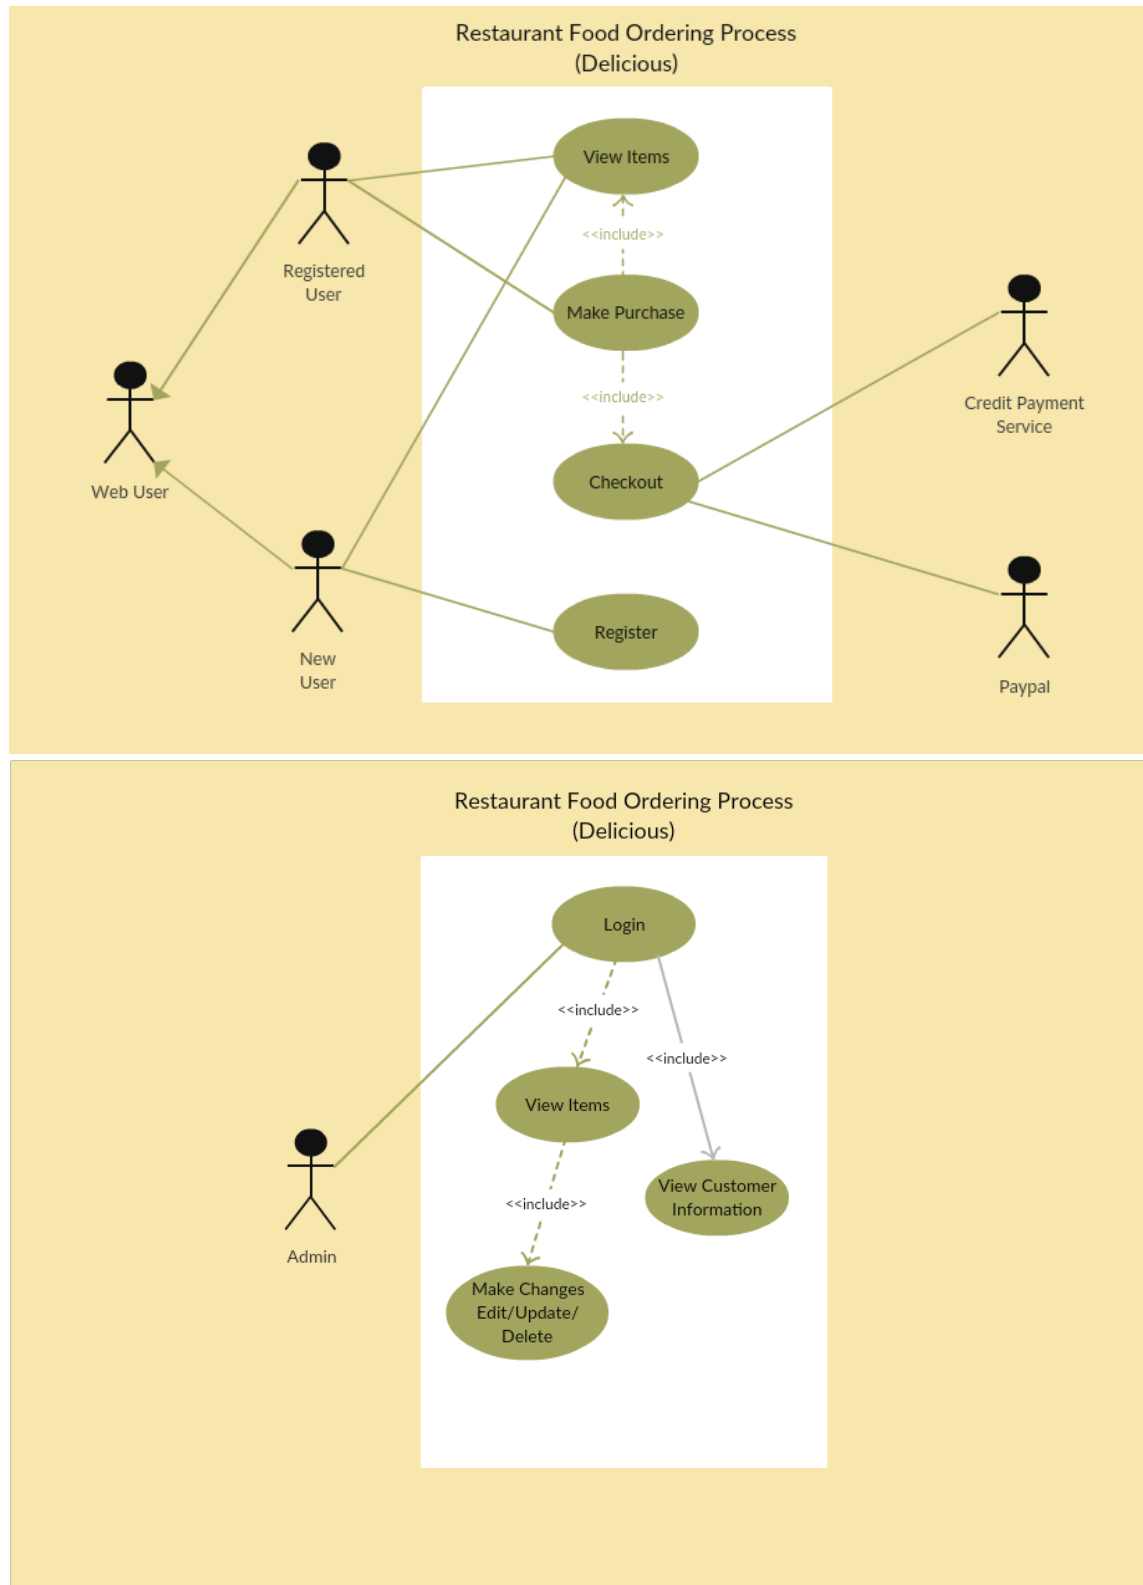 Restaurant Food Ordering Process
(Delicious)
View Items
<<include>>
Registered
User
Make Purchase
<<include>>
Credit Payment
Service
Checkout
Web User
Register
New
User
Paypal
Restaurant Food Ordering Process
(Delicious)
Login
<<include>>
<<include>>
View Items
View Customer
Information
<<include>>
Admin
Make Changes
Edit/Update/
Delete